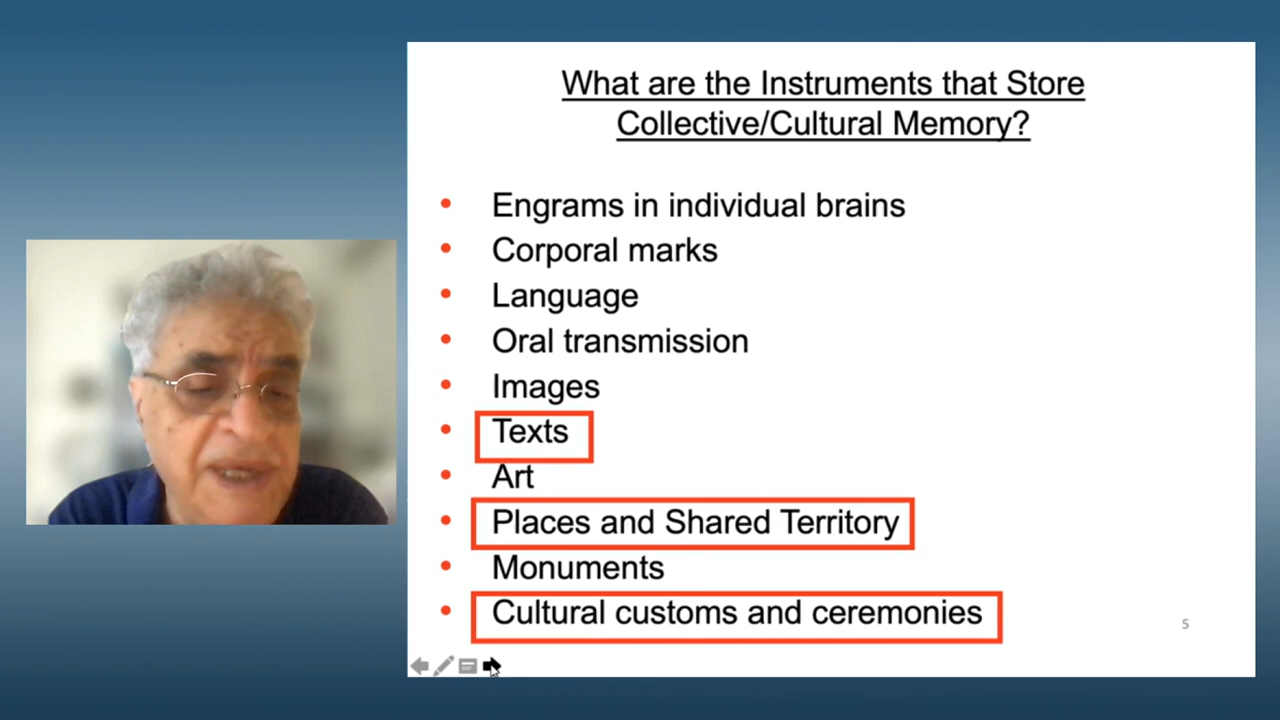 What are the Instruments that Store
Collective/Cultural Memory?
• Engrams in individual brains
• Corporal marks
• Language
• Oral transmission
• Images
• Texts
• Art
• Places and Shared Territory
• Monuments
• Cultural customs and ceremonies
5